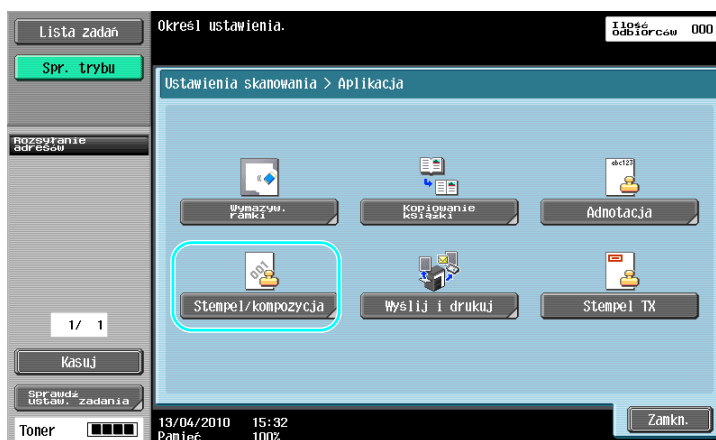 Lista zadań
Spr. trybu
Rozsyłanie
adresów
1/ 1
Kasuj
Sprawdź
ustaw. zadania
Toner
Określ ustawienia.
Ilość
odbiorców 000
Ustawienia skanowania > Aplikacja
Wymazyw.
ramki
Kopiowanie
książki
abc123
Adnotacja
001
Stempel/kompozycja
Wyślij i drukuj
Stempel TX
13/04/2010 15:32
Pamięć 100%
Zamkn.